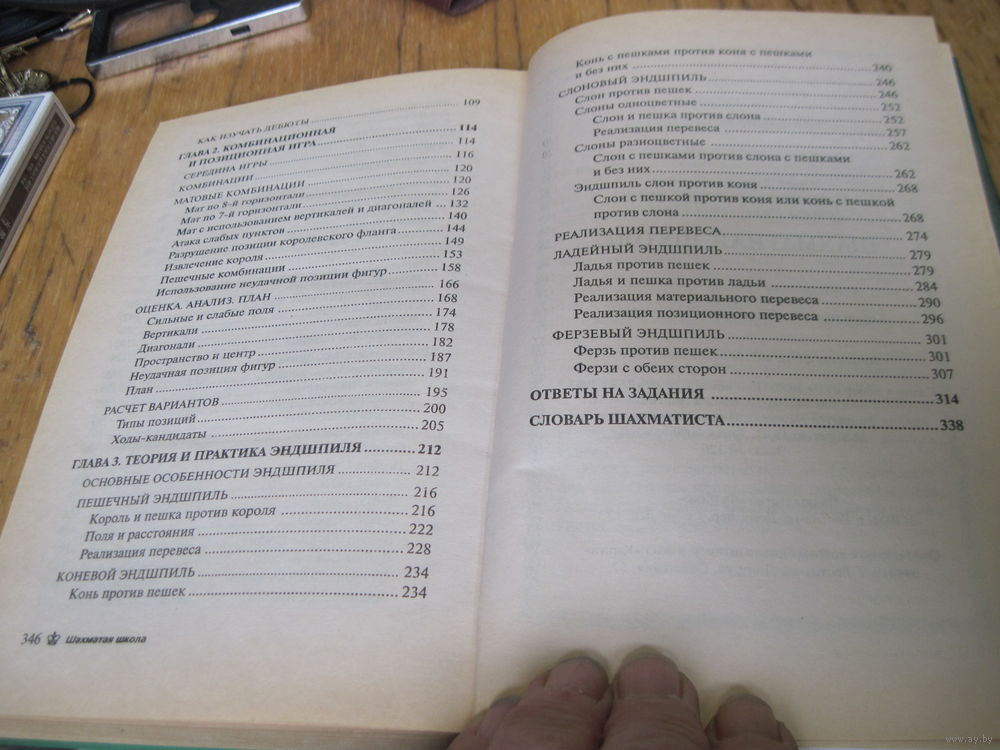 КАК ИЗУЧАТЬ ДЕБЮТЫ 109
ГЛАВА 2. КОМБИНАЦИОННАЯ
И ПОЗИЦИОННАЯ ИГРА 114
СЕРЕДИНА ИГРЫ 114
КОМБИНАЦИИ 116
МАТОВЫЕ КОМБИНАЦИИ 120
Мат по 8-й горизонтали 120
Мат по 7-й горизонтали 126
Мат с использованием вертикалей и диагоналей ... 132
Атака слабых пунктов 140
Разрушение позиции королевского фланга 144
Извлечение короля 149
Пешечные комбинации 153
Использование неудачной позиции фигур 158
ОЦЕНКА. АНАЛИЗ. ПЛАН 166
Сильные и слабые поля 168
Вертикали 174
Диагонали 178
Пространство и центр 182
Неудачная позиция фигур 187
План 191
РАСЧЕТ ВАРИАНТОВ 195
Типы позиций 200
Ходы-кандидаты 205
ГЛАВА 3. ТЕОРИЯ И ПРАКТИКА ЭНДШПИЛЯ 212
ОСНОВНЫЕ ОСОБЕННОСТИ ЭНДШПИЛЯ 212
ПЕШЕЧНЫЙ ЭНДШПИЛЬ 216
Король и пешка против короля 216
Поля и расстояния 222
Реализация перевеса 228
КОНЕВОЙ ЭНДШПИЛЬ 234
Конь против пешек 234
346 Шахматая школа
Конь с пешками против коня с пешками
и без них 240
СЛОНОВЫЙ ЭНДШПИЛЬ 246
Слон против пешек 246
Слоны одноцветные 252
Слон и пешка против слона 252
Реализация перевеса 257
Слоны разноцветные 262
Слон с пешками против слона с пешками
и без них 262
Эндшпиль слон против коня 268
Слон с пешкой против коня или конь с пешкой
против слона 268
РЕАЛИЗАЦИЯ ПЕРЕВЕСА 274
ЛАДЕЙНЫЙ ЭНДШПИЛЬ 279
Ладья против пешек 279
Ладья и пешка против ладьи 284
Реализация материального перевеса 290
Реализация позиционного перевеса 296
ФЕРЗЕВЫЙ ЭНДШПИЛЬ 301
Ферзь против пешек 301
Ферзи с обеих сторон 307
ОТВЕТЫ НА ЗАДАНИЯ 314
СЛОВАРЬ ШАХМАТИСТА 338
www.ay.by